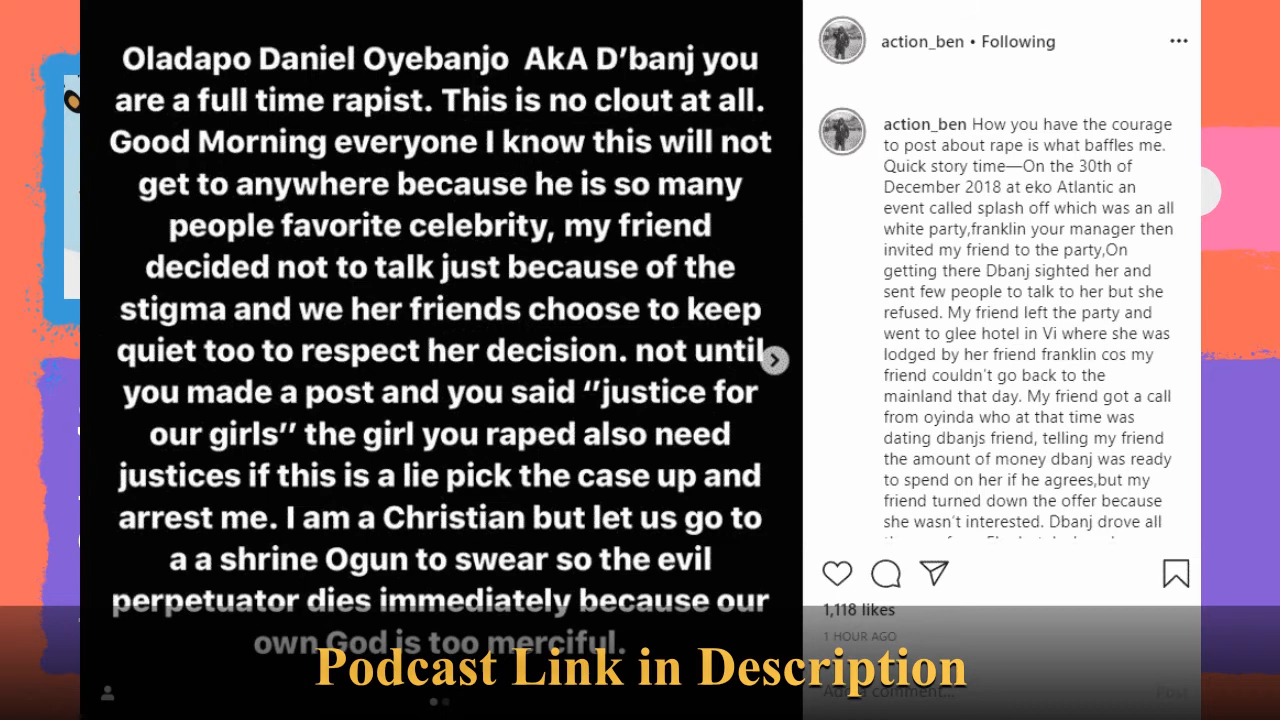 Oladapo Daniel Oyebanjo AkA D’banj you
are a full time rapist. This is no clout at all.
Good Morning everyone I know this will not
get to anywhere because he is so many
people favorite celebrity, my friend
decided not to talk just because of the
stigma and we her friends choose to keep
quiet too to respect her decision. not until
you made a post and you said ‘’justice for
our girls’’ the girl you raped also need
justices if this is a lie pick the case up and
arrest me. I am a Christian but let us go to
a a shrine Ogun to swear so the evil
perpetuator dies immediately because our
own God is too merciful.
action_ben • Following
action_ben How you have the courage
to post about rape is what baffles me.
Quick story time—On the 30th of
December 2018 at eko Atlantic an
event called splash off which was an all
white party,franklin your manager then
invited my friend to the party,On
getting there Dbanj sighted her and
sent few people to talk to her but she
refused. My friend left the party and
went to glee hotel in Vi where she was
lodged by her friend franklin cos my
friend couldn’t go back to the
mainland that day. My friend got a call
from oyinda who at that time was
dating dbanjs friend, telling my friend
the amount of money dbanj was ready
to spend on her if he agrees,but my
friend turned down the offer because
she wasn’t interested. Dbanj drove all
1,118 likes
1 HOUR AGO
Add a comment...
Post
Podcast Link in Description